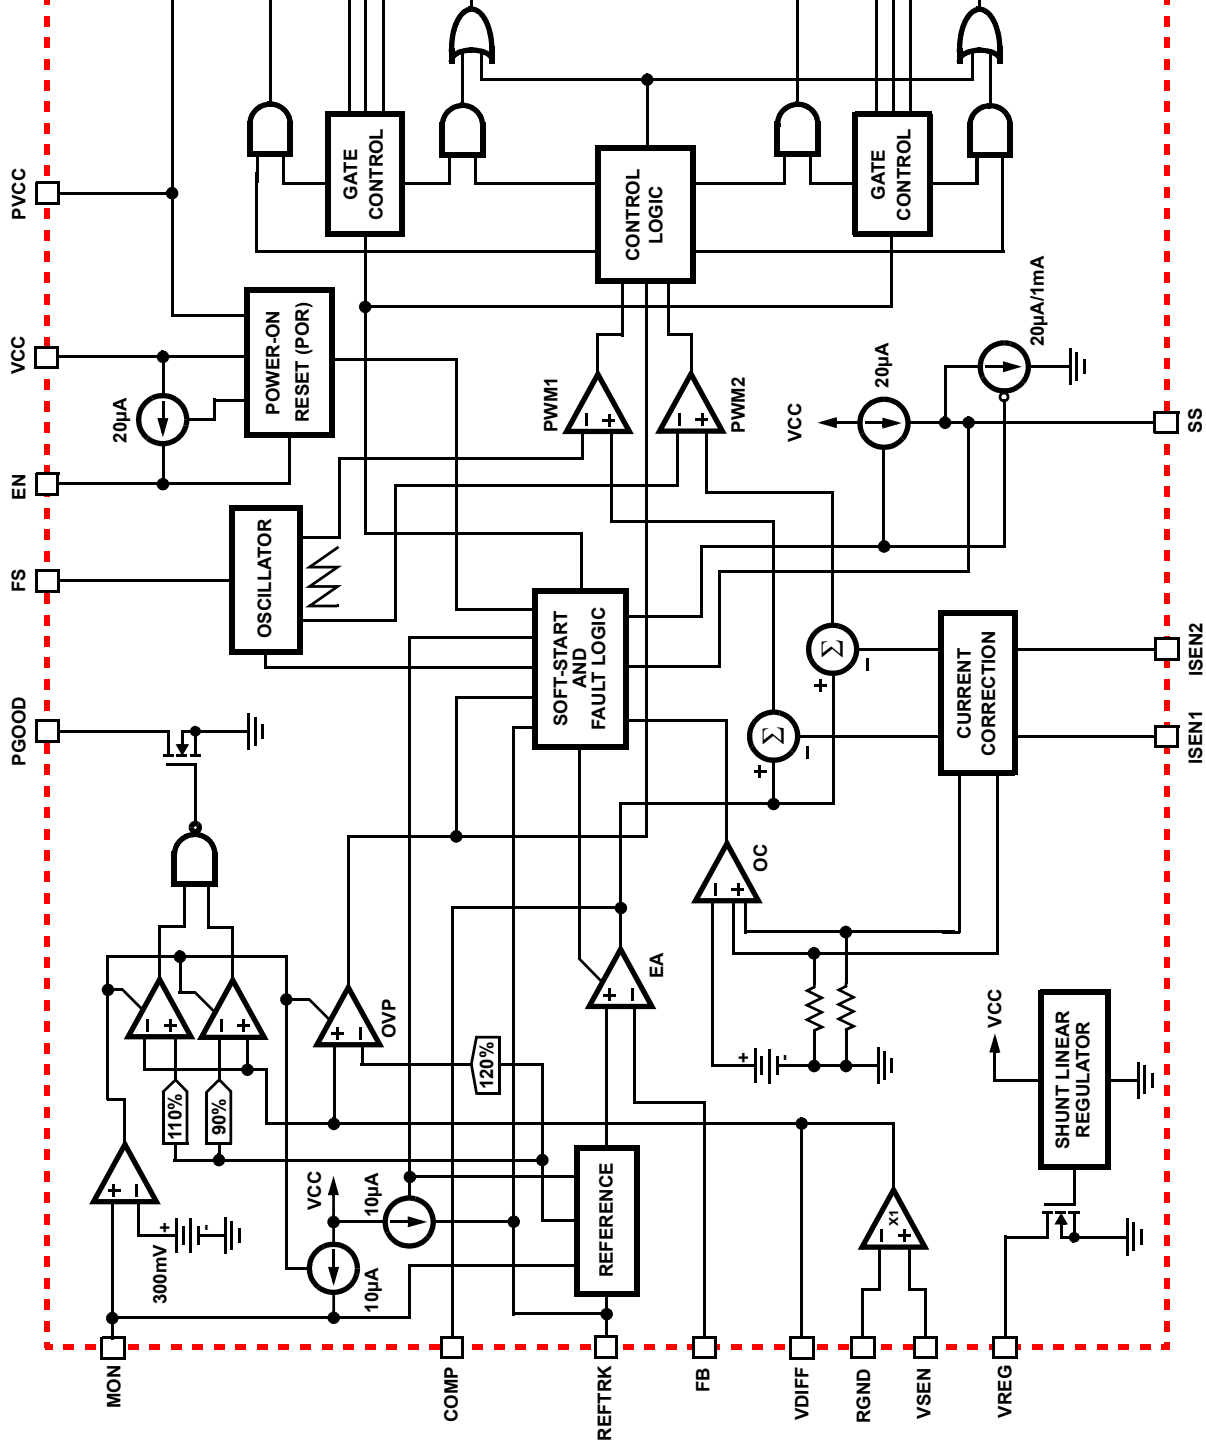 PVCC
VCC
EN
FS
PGOOD
GATE
CONTROL
CONTROL
LOGIC
GATE
CONTROL
POWER-ON
RESET (POR)
20µA
PWM1
PWM2
VCC
20µA
20µA/1mA
SS
OSCILLATOR
SOFT-START
AND
FAULT LOGIC
Σ
+
−
Σ
+
−
CURRENT
CORRECTION
ISEN2
ISEN1
− +
− +
OC
− +
EA
+ −
OVP
+ −
− +
− +
110%
90%
120%
+ -
VCC
SHUNT LINEAR
REGULATOR
+ −
300mV
+ -
VCC
10µA
10µA
REFERENCE
X1
− +
MON
COMP
REFTRK
FB
VDIFF
RGND
VSEN
VREG